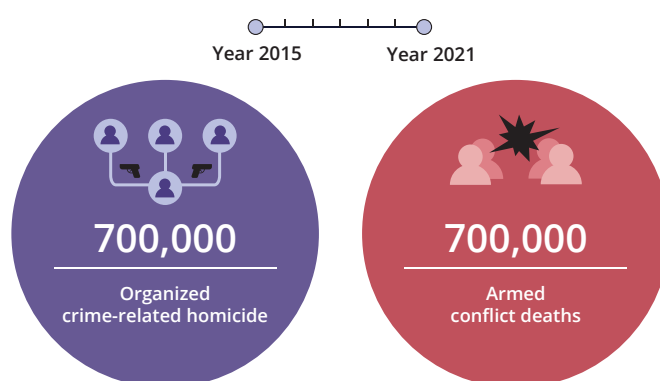 Year 2015
Year 2021
700,000
Organized
crime-related homicide
700,000
Armed
conflict deaths